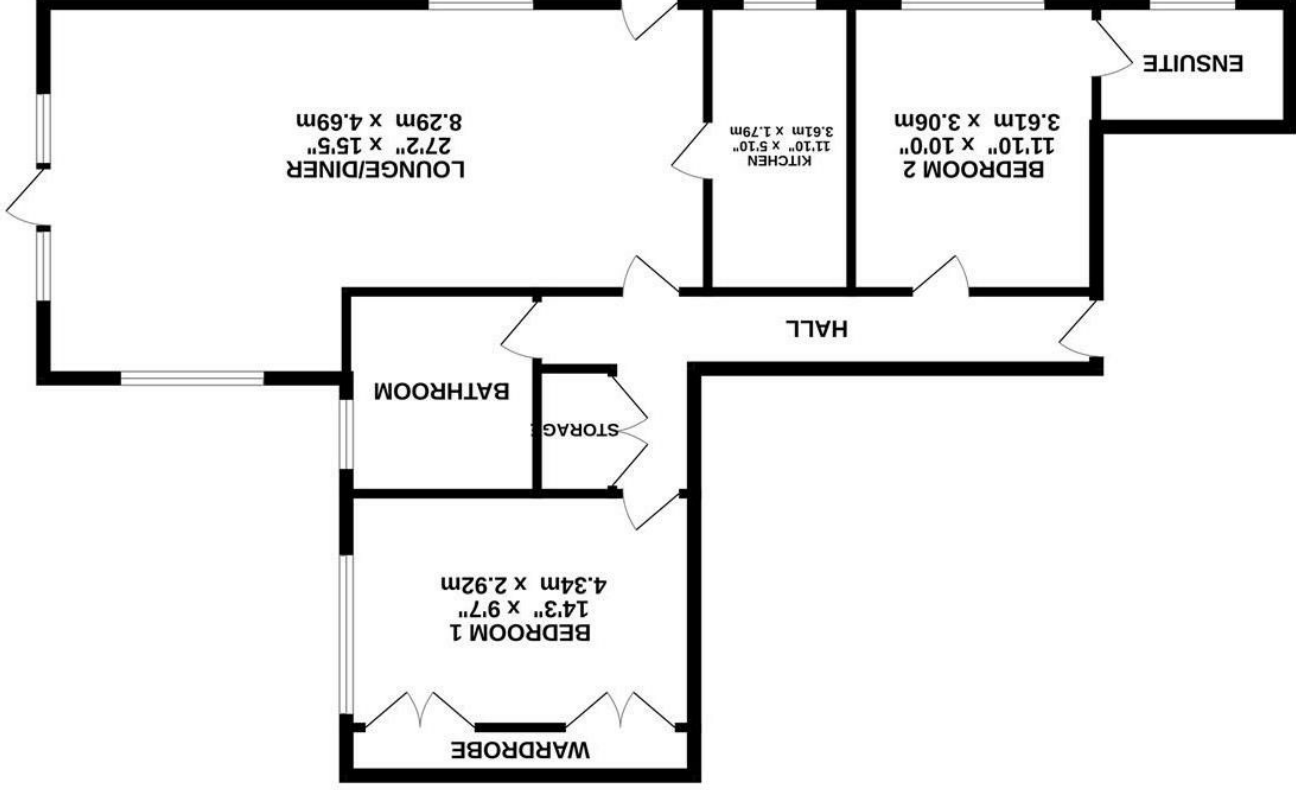 WARDROBE
BEDROOM 1
14'3" x 9'7"
4.34m x 2.92m
STORAGE
BATHROOM
HALL
BEDROOM 2
11'10" x 10'0"
3.61m x 3.06m
KITCHEN
11'10" x 5'10"
3.61m x 1.79m
LOUNGE/DINER
27'2" x 15'5"
8.29m x 4.69m
ENSUITE